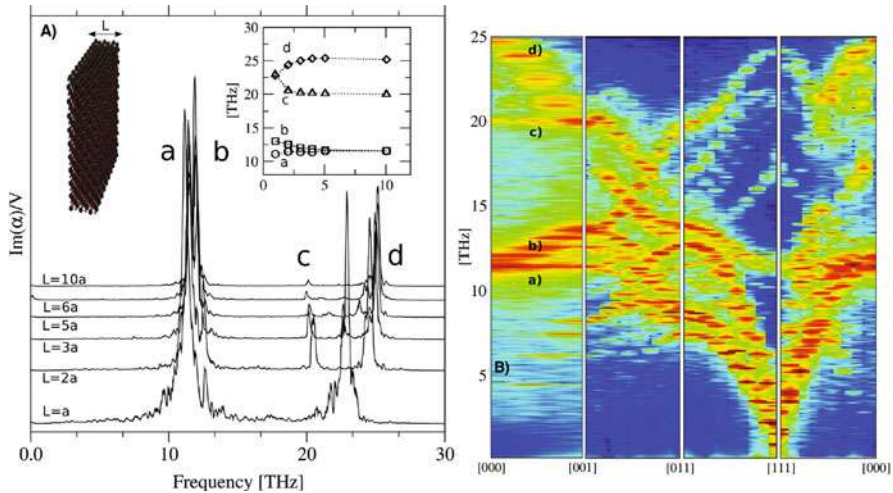 A)
L
Im(α)/V
a
b
c
d
L=10a
L=6a
L=5a
L=3a
L=2a
L=a
0.0
10
20
30
Frequency [THz]
[THz]
30
25
20
15
10
d
c
b
a
0
5
10
B)
[THz]
25
20
15
10
5
d)
c)
b)
a)
[000]
[001]
[011]
[111]
[000]